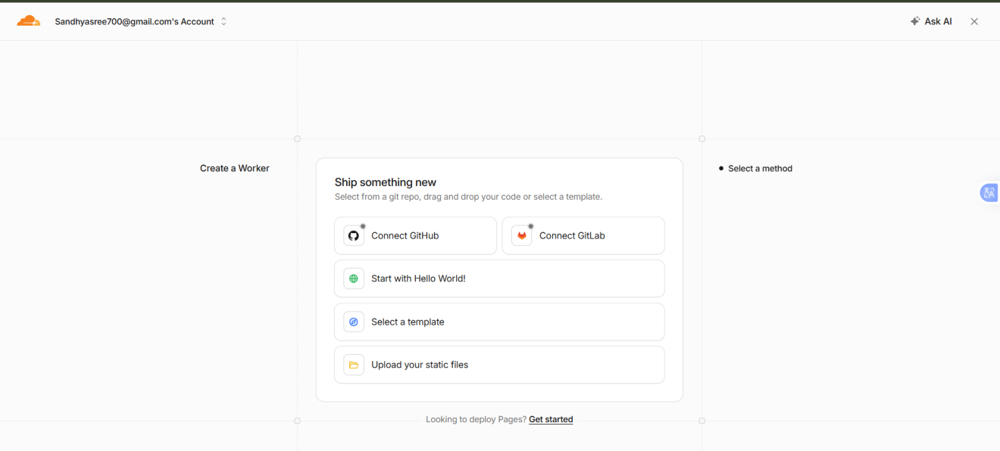 Sandhyasree700@gmail.com's Account
Ask AI
Create a Worker
Ship something new
Select from a git repo, drag and drop your code or select a template.
Connect GitHub
Connect GitLab
Start with Hello World!
Select a template
Upload your static files
Looking to deploy Pages? Get started
Select a method